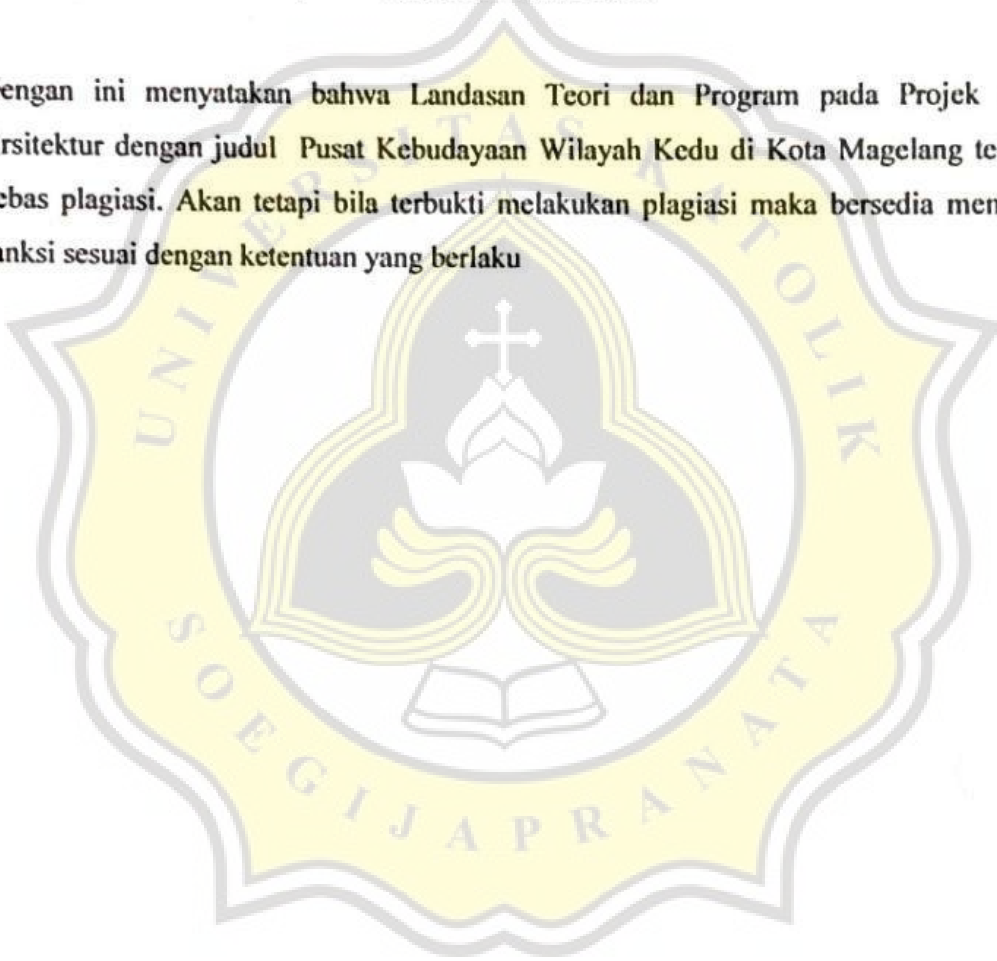 engan ini menyatakan bahwa Landasan Teori dan Program pada Projek
rsitektur dengan judul Pusat Kebudayaan Wilayah Kedu di Kota Magelang te
ebas plagiasi. Akan tetapi bila terbukti melakukan plagiasi maka bersedia men
anksi sesuai dengan ketentuan yang berlaku
UNIVERSITAS KATOLIK
SOEGIJAPRANATA